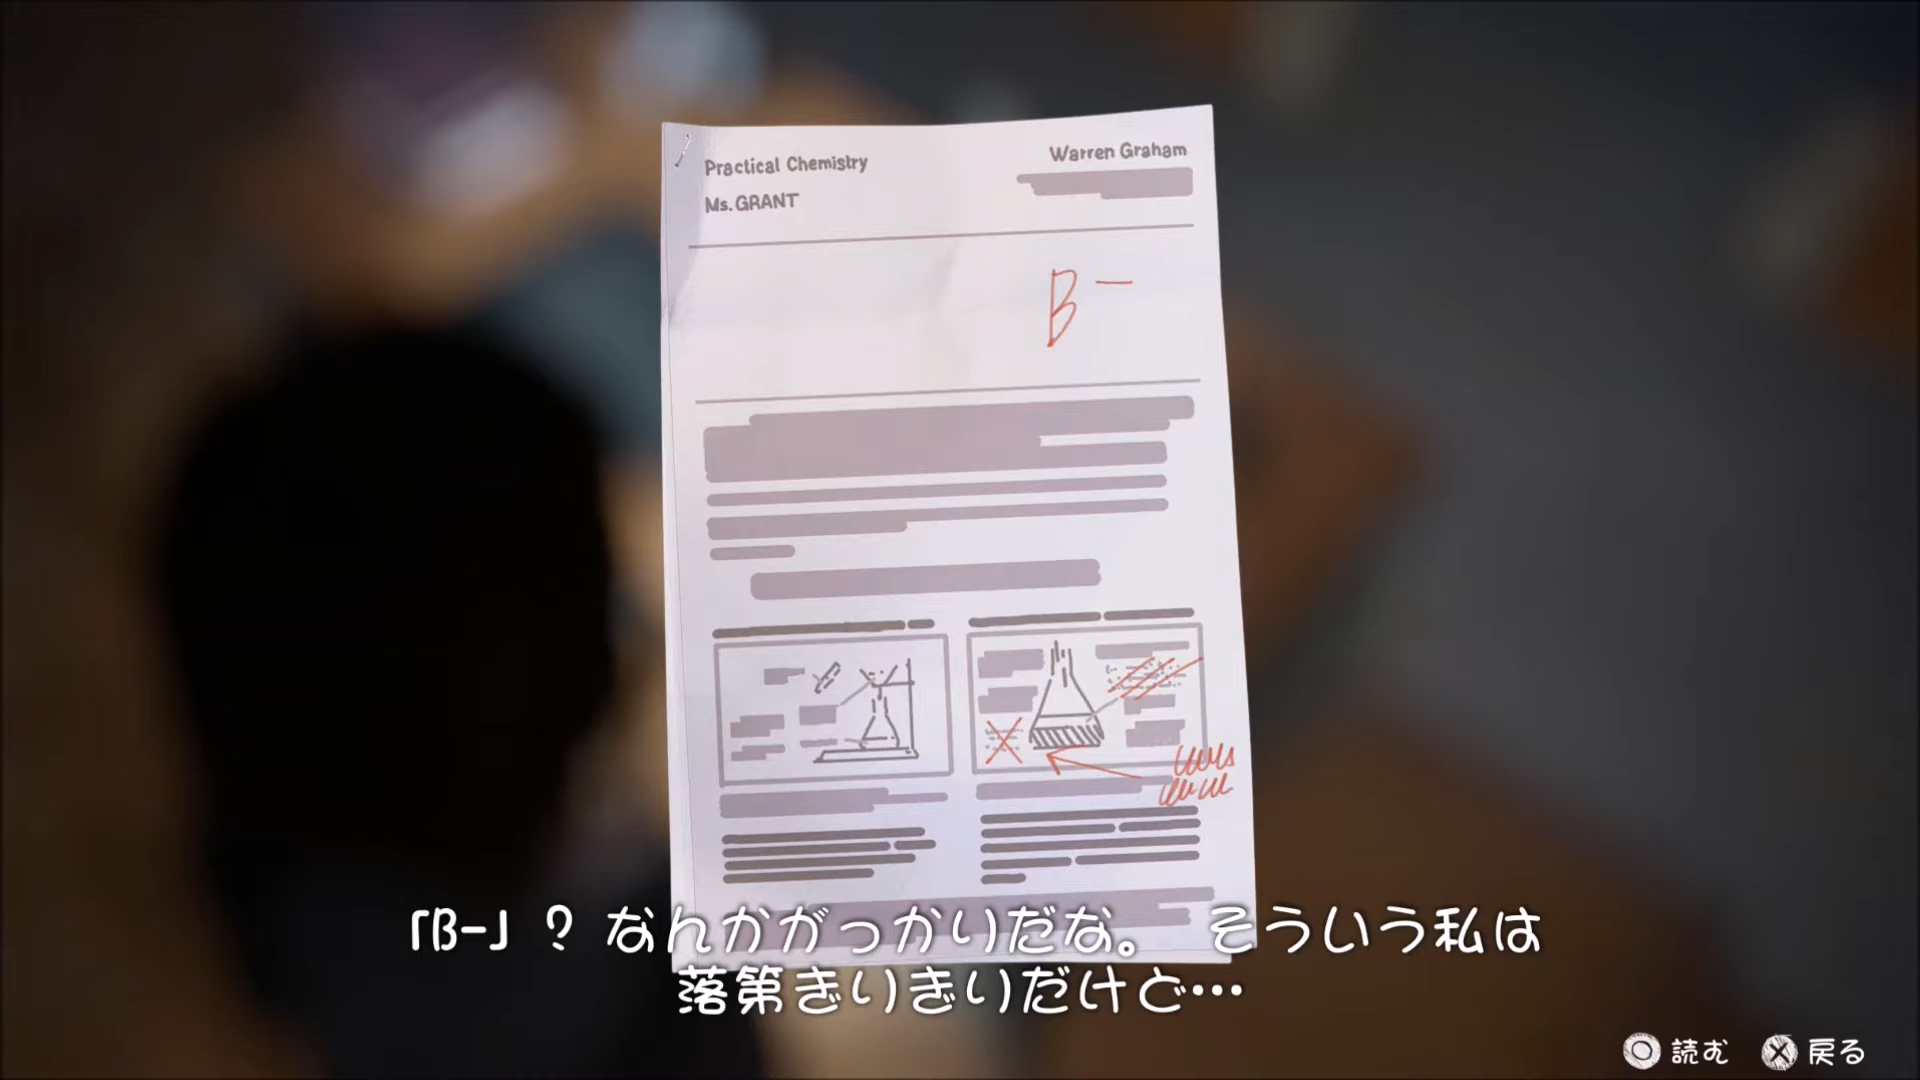 Practical Chemistry
Warren Graham
Ms. GRANT
B-
「B-」？ なんかがっかりだな。 そういう私は
落第ぎりぎりだけど…
読む 戻る